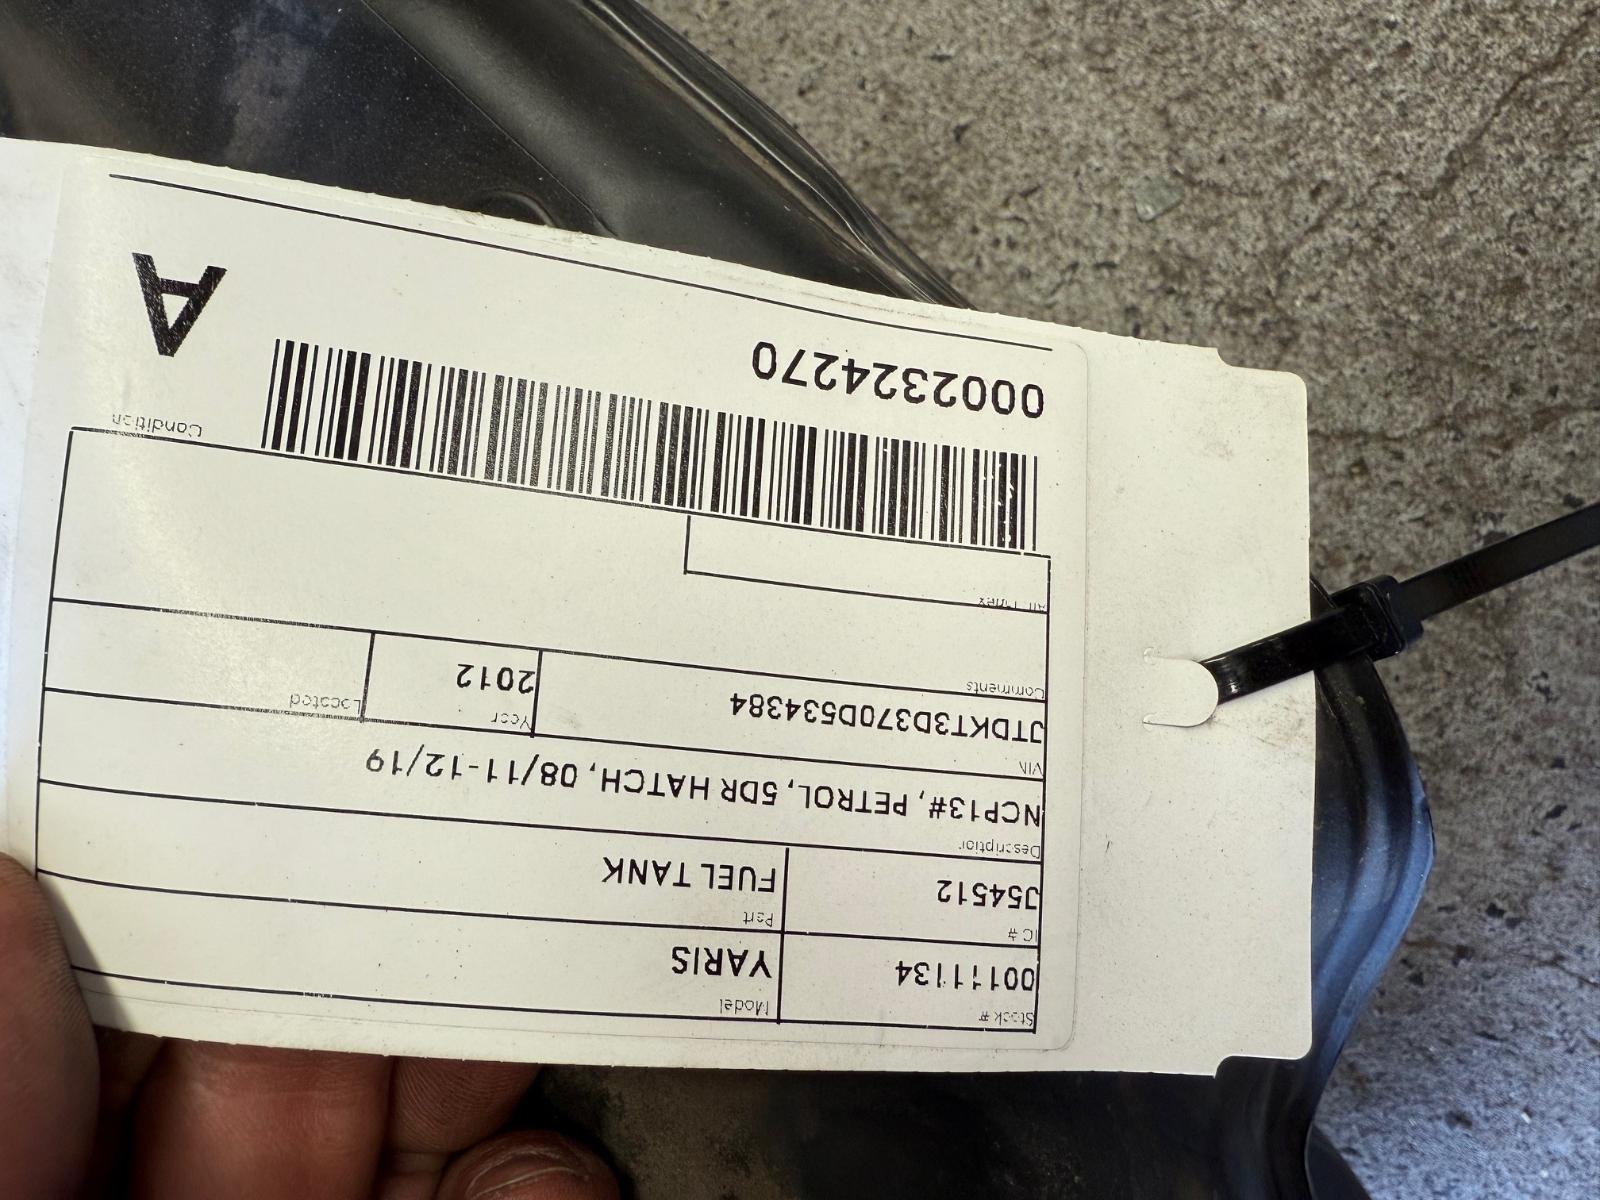 Stock # Model
00111134 YARIS
IC # Part
J54512 FUEL TANK
Description
NCP13#, PETROL, 5DR HATCH, 08/11-12/19
VIN Year Located
JTDKT3D370D534384 2012
Comments
Condition
0002324270 A